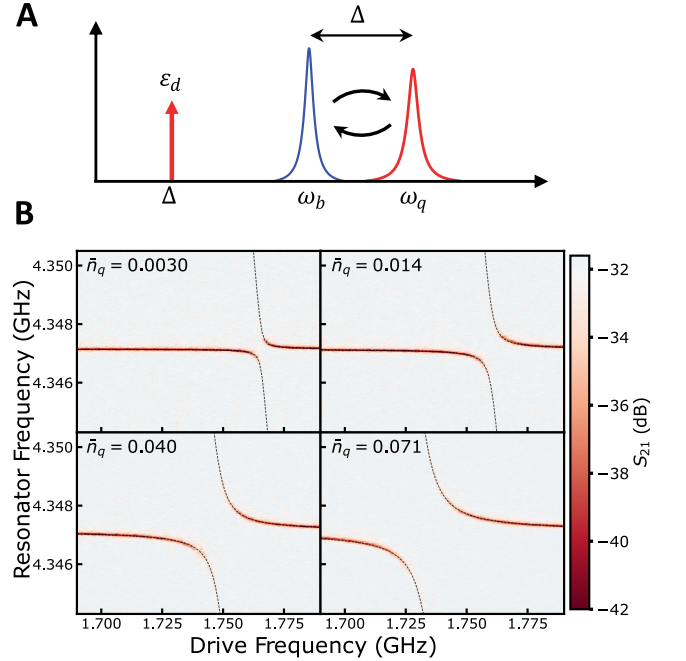 A
Δ
ε_d
Δ
ω_b
ω_q
B
n̄_q = 0.0030
n̄_q = 0.014
n̄_q = 0.040
n̄_q = 0.071
4.350
4.348
4.346
4.350
4.348
4.346
Resonator Frequency (GHz)
1.700
1.725
1.750
1.775
1.700
1.725
1.750
1.775
Drive Frequency (GHz)
−32
−34
−36
−38
−40
−42
S₂₁ (dB)